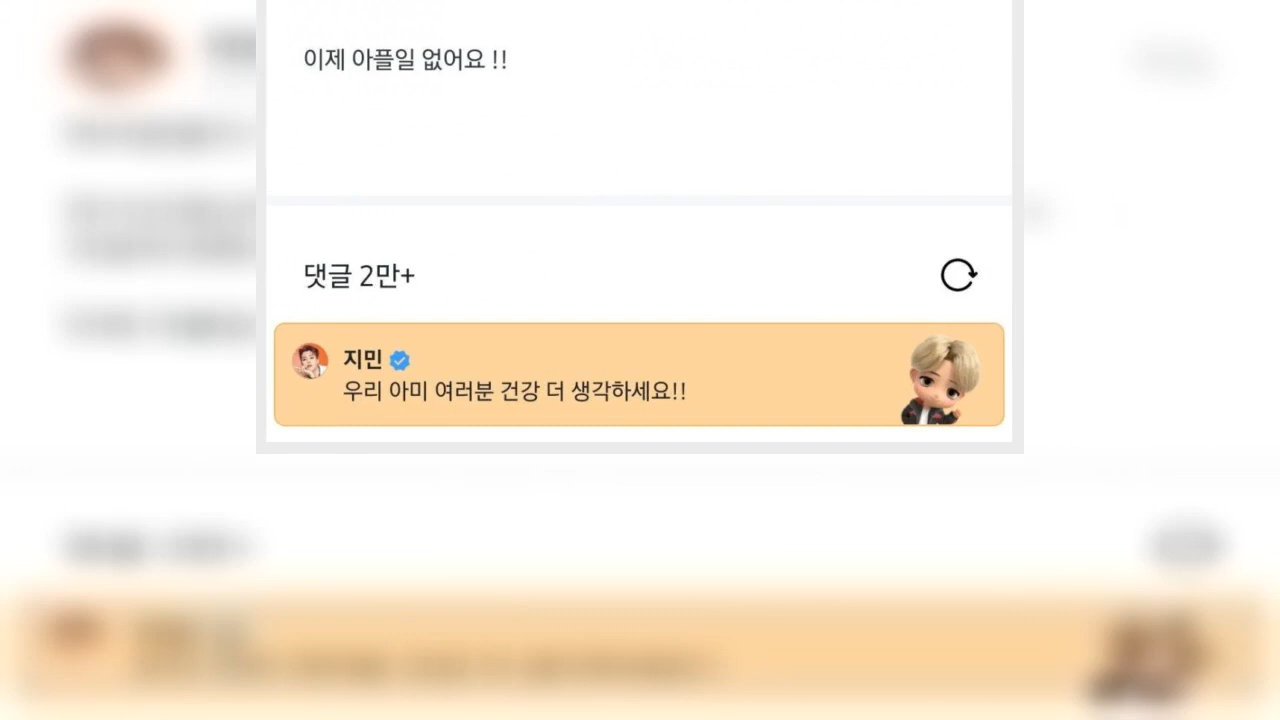 이제 아플일 없어요 !!
댓글 2만+
지민
우리 아미 여러분 건강 더 생각하세요!!